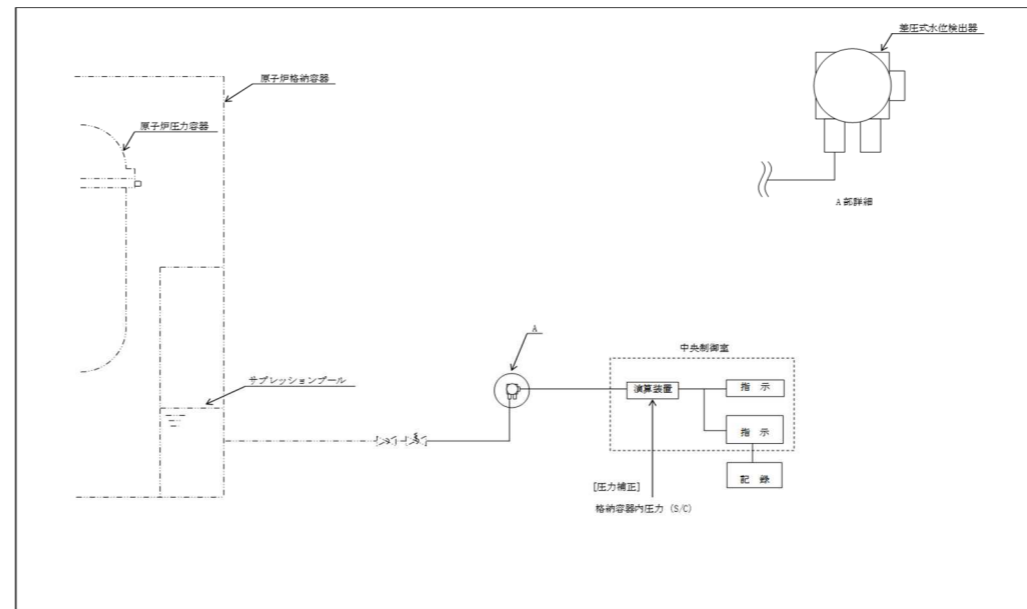 差圧式水位検出器
原子炉格納容器
原子炉圧力容器
A部詳細
A
中央制御室
サプレッションプール
演算装置
指 示
指 示
記 録
[圧力補正]
格納容器内圧力 (S/C)